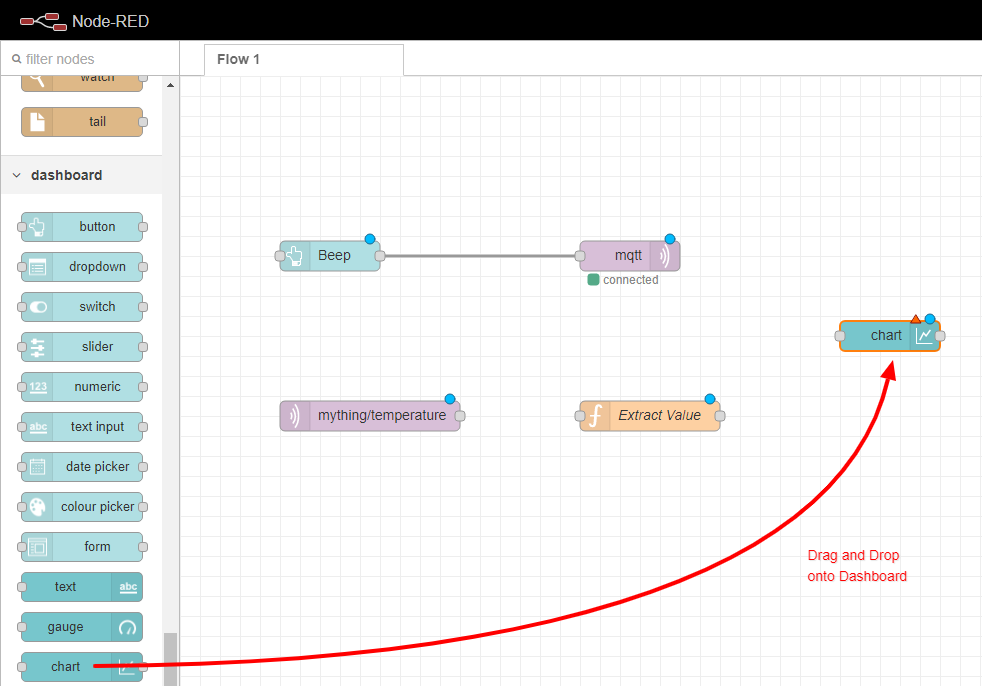 Node-RED
filter nodes
Flow 1
watch
tail
dashboard
button
dropdown
switch
slider
123 numeric
abc text input
date picker
colour picker
form
text abc
gauge
chart
Beep
mqtt
connected
chart
mything/temperature
Extract Value
Drag and Drop
onto Dashboard